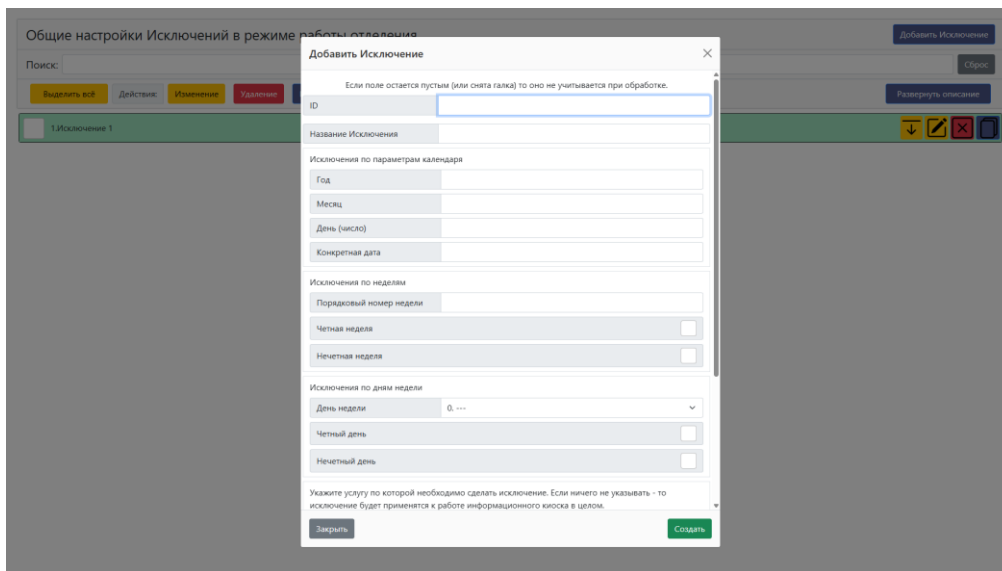 Общие настройки Исключений в режиме работы отделения
Добавить Исключение
Поиск:
Сброс
Выделить всё
Действия:
Изменение
Удаление
Развернуть описание
1.Исключение 1
Добавить Исключение
Если поле остается пустым (или снята галка) то оно не учитывается при обработке.
ID
Название Исключения
Исключения по параметрам календаря
Год
Месяц
День (число)
Конкретная дата
Исключения по неделям
Порядковый номер недели
Четная неделя
Нечетная неделя
Исключения по дням недели
День недели
0. ---
Четный день
Нечетный день
Укажите услугу по которой необходимо сделать исключение. Если ничего не указывать - то
исключение будет применятся к работе информационного киоска в целом.
Закрыть
Создать